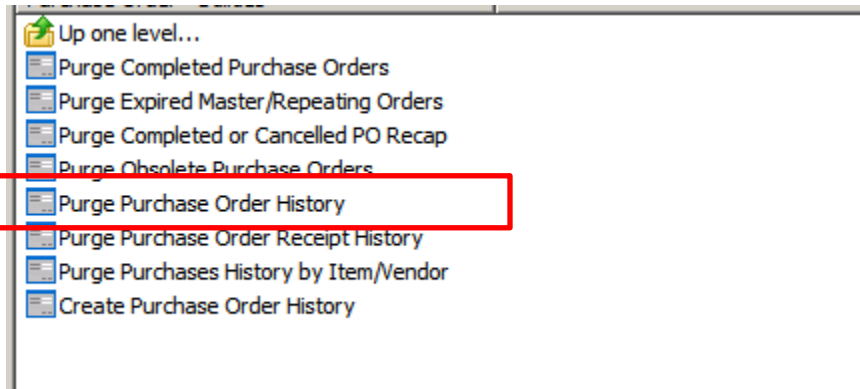 Up one level...
Purge Completed Purchase Orders
Purge Expired Master/Repeating Orders
Purge Completed or Cancelled PO Recap
Purge Obsolete Purchase Orders
Purge Purchase Order History
Purge Purchase Order Receipt History
Purge Purchases History by Item/Vendor
Create Purchase Order History